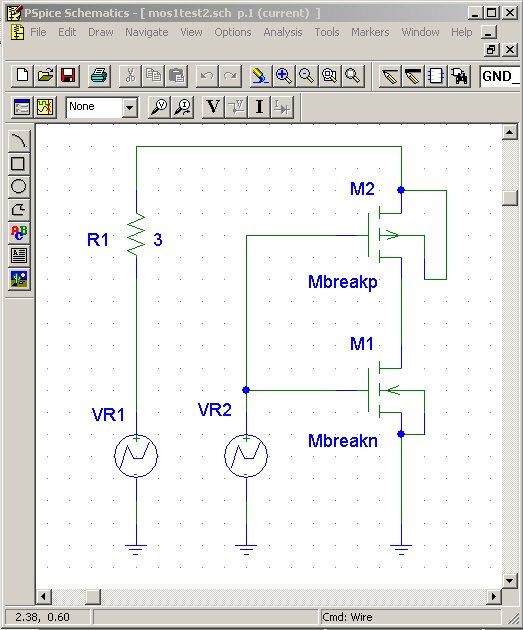 PSpice Schematics - [ mos1test2.sch  p.1 (current)  ]
File Edit Draw Navigate View Options Analysis Tools Markers Window Help
GND_
None
V
V
I
V
I
A
B
C
M2
R1
3
Mbreakp
M1
VR1
VR2
Mbreakn
2.38,  0.60
Cmd: Wire